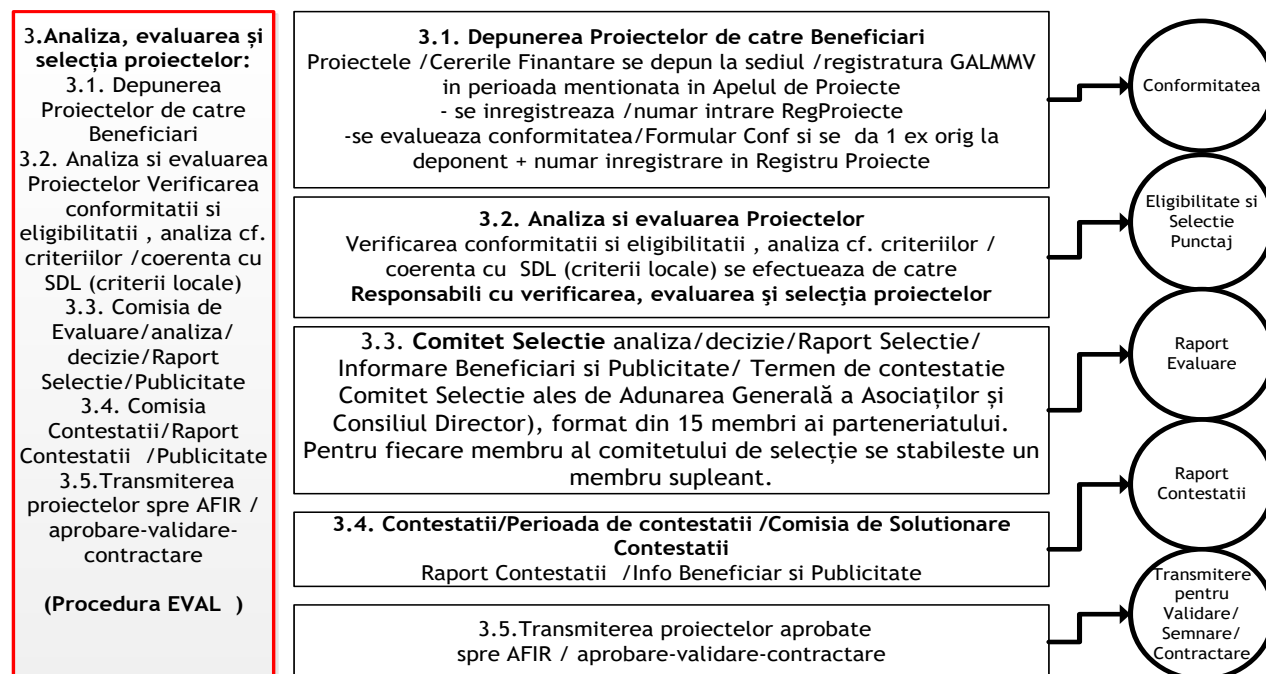 3.Analiza, evaluarea și
selecția proiectelor:
3.1. Depunerea
Proiectelor de catre
Beneficiari
3.2. Analiza si evaluarea
Proiectelor Verificarea
conformitatii si
eligibilitatii , analiza cf.
criteriilor /coerenta cu
SDL (criterii locale)
3.3. Comisia de
Evaluare/analiza/
decizie/Raport
Selectie/Publicitate
3.4. Comisia
Contestatii/Raport
Contestatii /Publicitate
3.5.Transmiterea
proiectelor spre AFIR /
aprobare-validare-
contractare
(Procedura EVAL )
3.1. Depunerea Proiectelor de catre Beneficiari
Proiectele /Cererile Finantare se depun la sediul /registratura GALMMV
in perioada mentionata in Apelul de Proiecte
- se inregistreaza /numar intrare RegProiecte
-se evalueaza conformitatea/Formular Conf si se da 1 ex orig la
deponent + numar inregistrare in Registru Proiecte
Conformitatea
3.2. Analiza si evaluarea Proiectelor
Verificarea conformitatii si eligibilitatii , analiza cf. criteriilor /
coerenta cu SDL (criterii locale) se efectueaza de catre
Responsabili cu verificarea, evaluarea şi selecţia proiectelor
Eligibilitate si
Selectie
Punctaj
3.3. Comitet Selectie analiza/decizie/Raport Selectie/
Informare Beneficiari si Publicitate/ Termen de contestatie
Comitet Selectie ales de Adunarea Generală a Asociaților și
Consiliul Director), format din 15 membri ai parteneriatului.
Pentru fiecare membru al comitetului de selecție se stabileste un
membru supleant.
Raport
Evaluare
3.4. Contestatii/Perioada de contestatii /Comisia de Solutionare
Contestatii
Raport Contestatii /Info Beneficiar si Publicitate
Raport
Contestatii
3.5.Transmiterea proiectelor aprobate
spre AFIR / aprobare-validare-contractare
Transmitere
pentru
Validare/
Semnare/
Contractare